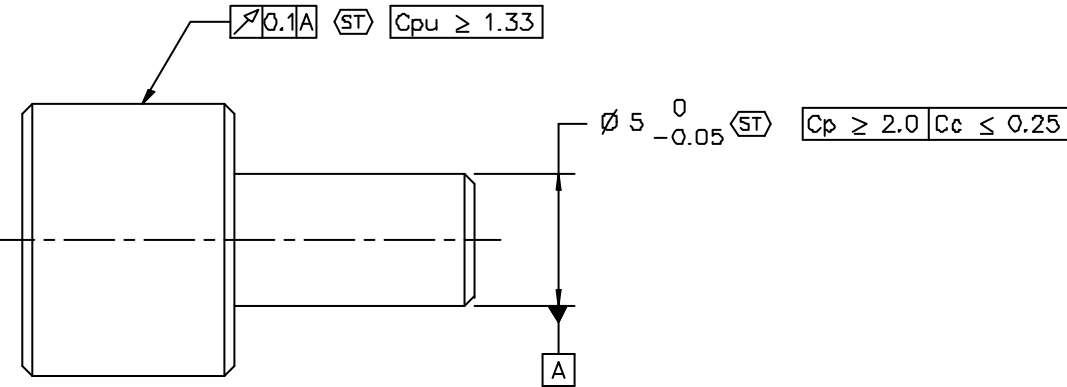 0.1 A ST Cpu ≥ 1.33
Ø 5 0 -0.05 ST Cp ≥ 2.0 Cc ≤ 0.25
A